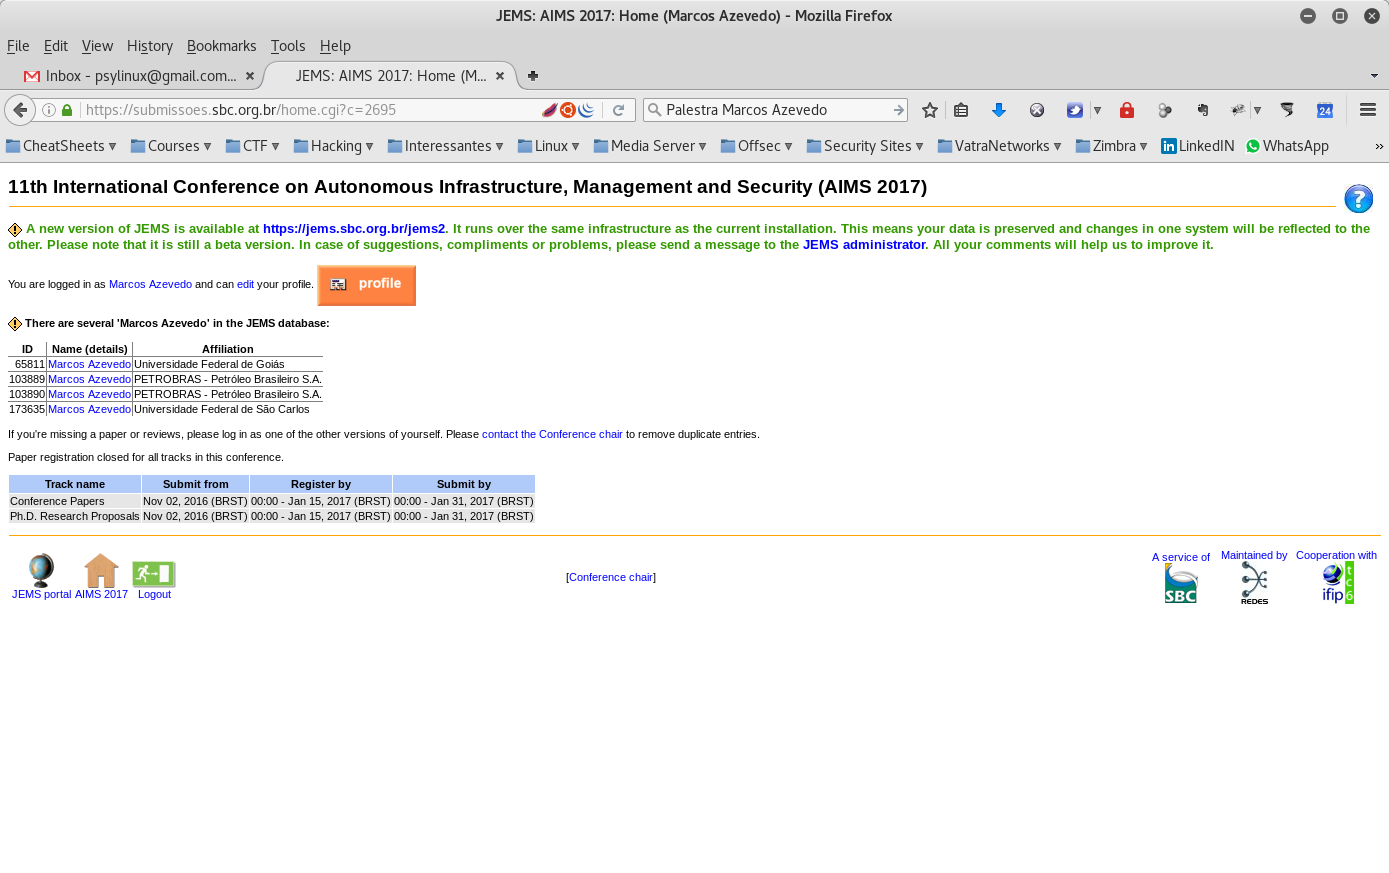 JEMS: AIMS 2017: Home (Marcos Azevedo) - Mozilla Firefox
File Edit View History Bookmarks Tools Help
Inbox - psylinux@gmail.com...
JEMS: AIMS 2017: Home (M...
https://submissoes.sbc.org.br/home.cgi?c=2695
Palestra Marcos Azevedo
24
CheatSheets Courses CTF Hacking Interessantes Linux Media Server Offsec Security Sites VatraNetworks Zimbra LinkedIN WhatsApp »
11th International Conference on Autonomous Infrastructure, Management and Security (AIMS 2017)
A new version of JEMS is available at https://jems.sbc.org.br/jems2. It runs over the same infrastructure as the current installation. This means your data is preserved and changes in one system will be reflected to the
other. Please note that it is still a beta version. In case of suggestions, compliments or problems, please send a message to the JEMS administrator. All your comments will help us to improve it.
You are logged in as Marcos Azevedo and can edit your profile. profile
There are several 'Marcos Azevedo' in the JEMS database:
ID Name (details) Affiliation
65811 Marcos Azevedo Universidade Federal de Goiás
103889 Marcos Azevedo PETROBRAS - Petróleo Brasileiro S.A.
103890 Marcos Azevedo PETROBRAS - Petróleo Brasileiro S.A.
173635 Marcos Azevedo Universidade Federal de São Carlos
If you're missing a paper or reviews, please log in as one of the other versions of yourself. Please contact the Conference chair to remove duplicate entries.
Paper registration closed for all tracks in this conference.
Track name Submit from Register by Submit by
Conference Papers Nov 02, 2016 (BRST) 00:00 - Jan 15, 2017 (BRST) 00:00 - Jan 31, 2017 (BRST)
Ph.D. Research Proposals Nov 02, 2016 (BRST) 00:00 - Jan 15, 2017 (BRST) 00:00 - Jan 31, 2017 (BRST)
JEMS portal
AIMS 2017
Logout
[Conference chair]
A service of
SBC
Maintained by
REDES
Cooperation with
ifip tc6